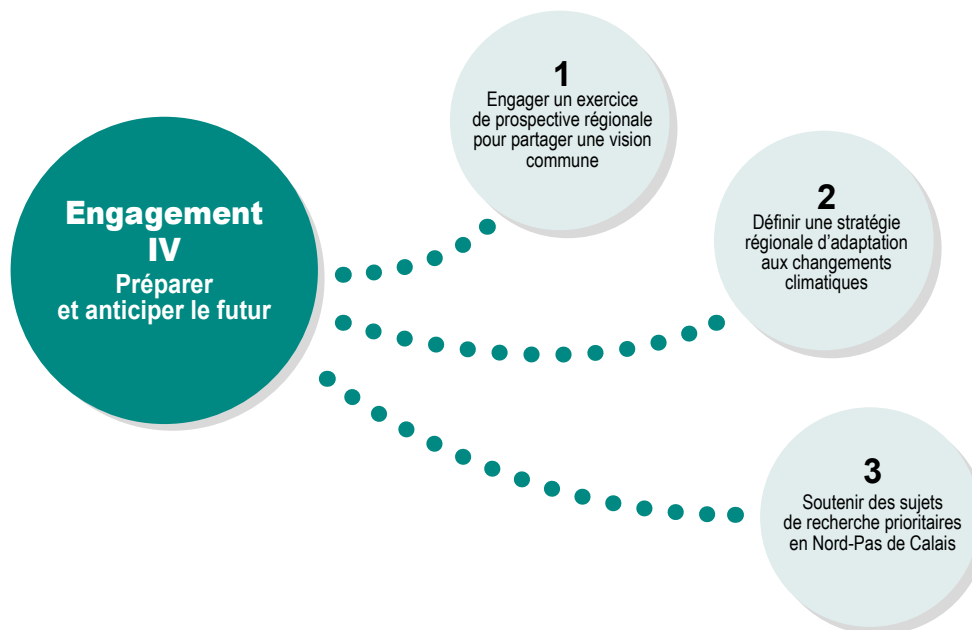 Engagement
IV
Préparer
et anticiper le futur
1
Engager un exercice
de prospective régionale
pour partager une vision
commune
2
Définir une stratégie
régionale d’adaptation
aux changements
climatiques
3
Soutenir des sujets
de recherche prioritaires
en Nord-Pas de Calais